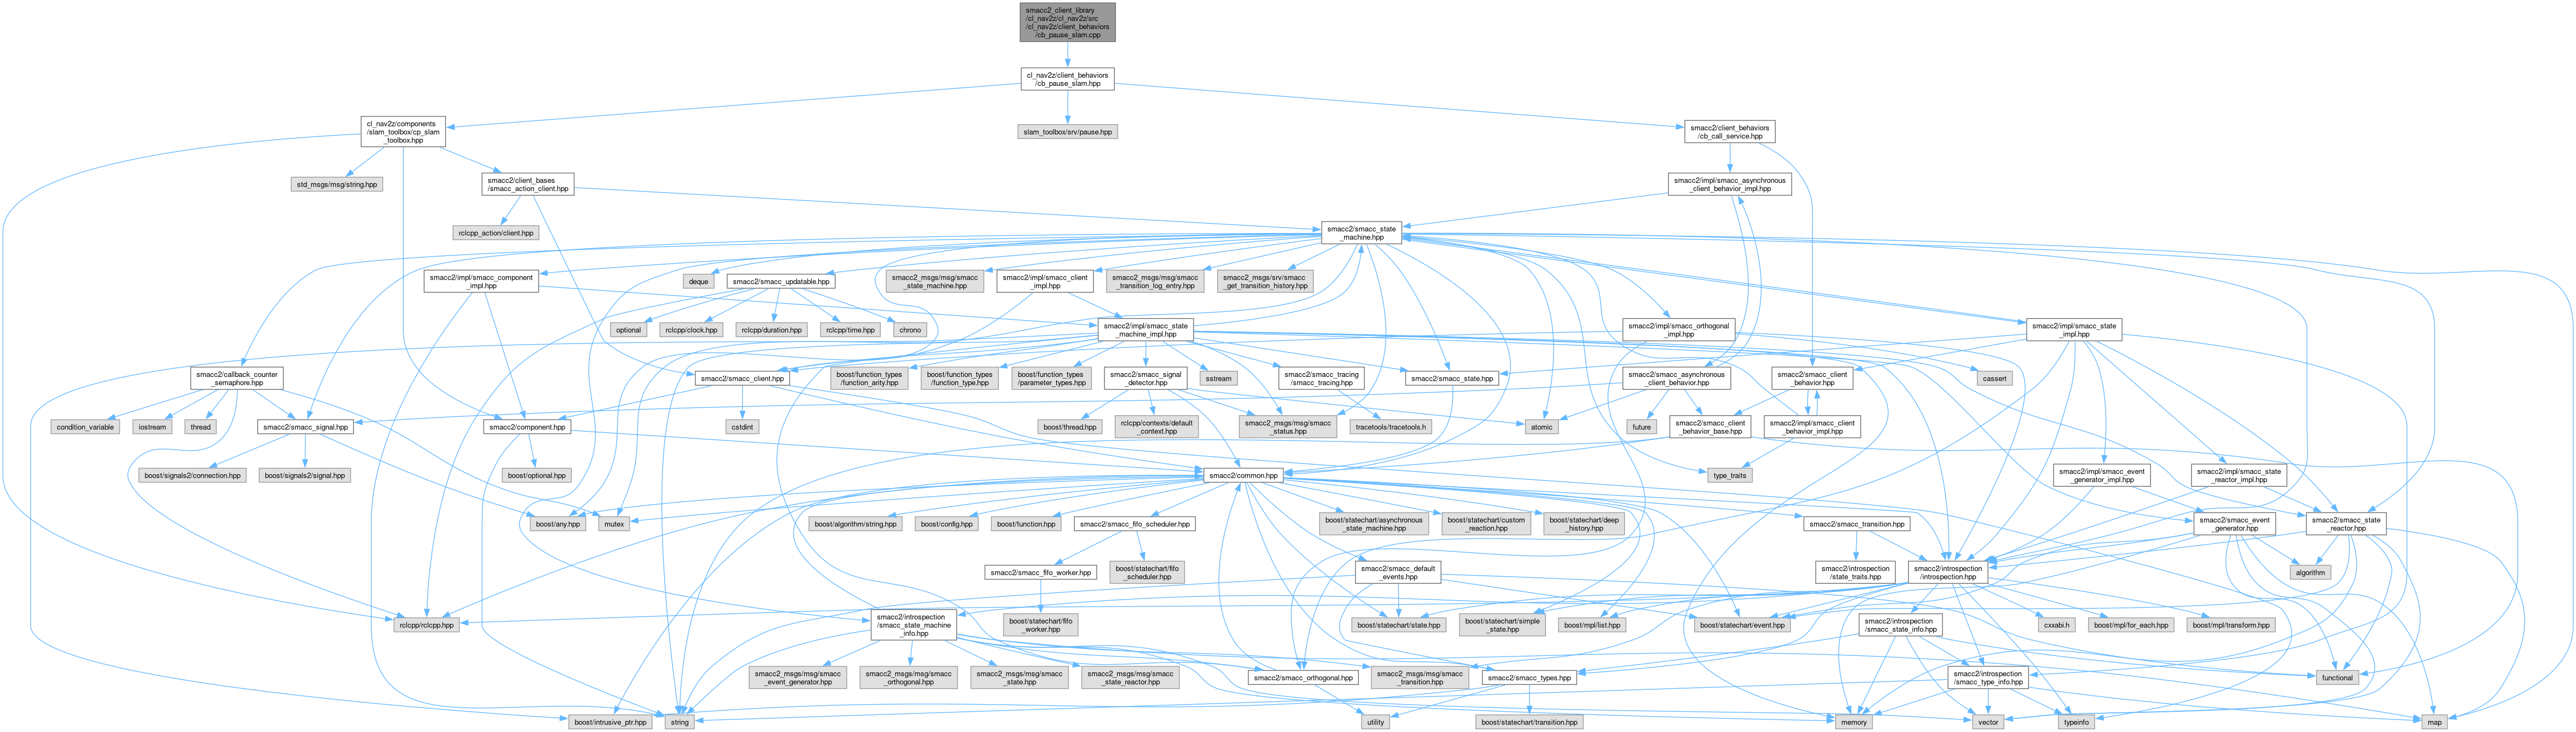 smacc2_client_library
/cl_nav2z/cl_nav2z/src
/cl_nav2z/client_behaviors
/cb_pause_slam.cpp
cl_nav2z/client_behaviors
/cb_pause_slam.hpp
cl_nav2z/components
/slam_toolbox/cp_slam
_toolbox.hpp
slam_toolbox/srv/pause.hpp
smacc2/client_behaviors
/cb_call_service.hpp
std_msgs/msg/string.hpp
smacc2/client_bases
/smacc_action_client.hpp
smacc2/impl/smacc_asynchronous
_client_behavior_impl.hpp
rclcpp_action/client.hpp
smacc2/smacc_state
_machine.hpp
smacc2/impl/smacc_component
_impl.hpp
deque
smacc2/smacc_updatable.hpp
smacc2_msgs/msg/smacc
_state_machine.hpp
smacc2/impl/smacc_client
_impl.hpp
smacc2_msgs/msg/smacc
_transition_log_entry.hpp
smacc2_msgs/srv/smacc
_get_transition_history.hpp
optional
rclcpp/clock.hpp
rclcpp/duration.hpp
rclcpp/time.hpp
chrono
smacc2/impl/smacc_state
_machine_impl.hpp
smacc2/impl/smacc_orthogonal
_impl.hpp
smacc2/impl/smacc_state
_impl.hpp
smacc2/callback_counter
_semaphore.hpp
smacc2/smacc_client.hpp
boost/function_types
/function_arity.hpp
boost/function_types
/function_type.hpp
boost/function_types
/parameter_types.hpp
smacc2/smacc_signal
_detector.hpp
sstream
smacc2/smacc_tracing
/smacc_tracing.hpp
smacc2/smacc_state.hpp
smacc2/smacc_asynchronous
_client_behavior.hpp
smacc2/smacc_client
_behavior.hpp
cassert
condition_variable
iostream
thread
smacc2/smacc_signal.hpp
smacc2/component.hpp
cstdint
boost/thread.hpp
rclcpp/contexts/default
_context.hpp
smacc2_msgs/msg/smacc
_status.hpp
tracetools/tracetools.h
atomic
future
smacc2/smacc_client
_behavior_base.hpp
smacc2/impl/smacc_client
_behavior_impl.hpp
boost/signals2/connection.hpp
boost/signals2/signal.hpp
boost/optional.hpp
smacc2/common.hpp
type_traits
smacc2/impl/smacc_event
_generator_impl.hpp
smacc2/impl/smacc_state
_reactor_impl.hpp
boost/any.hpp
mutex
boost/algorithm/string.hpp
boost/config.hpp
boost/function.hpp
smacc2/smacc_fifo_scheduler.hpp
boost/statechart/asynchronous
_state_machine.hpp
boost/statechart/custom
_reaction.hpp
boost/statechart/deep
_history.hpp
smacc2/smacc_transition.hpp
smacc2/smacc_event
_generator.hpp
smacc2/smacc_state
_reactor.hpp
smacc2/smacc_fifo_worker.hpp
boost/statechart/fifo
_scheduler.hpp
smacc2/smacc_default
_events.hpp
smacc2/introspection
/state_traits.hpp
smacc2/introspection
/introspection.hpp
algorithm
rclcpp/rclcpp.hpp
smacc2/introspection
/smacc_state_machine
_info.hpp
boost/statechart/fifo
_worker.hpp
boost/statechart/state.hpp
boost/statechart/simple
_state.hpp
boost/mpl/list.hpp
boost/statechart/event.hpp
smacc2/introspection
/smacc_state_info.hpp
cxxabi.h
boost/mpl/for_each.hpp
boost/mpl/transform.hpp
smacc2_msgs/msg/smacc
_event_generator.hpp
smacc2_msgs/msg/smacc
_orthogonal.hpp
smacc2_msgs/msg/smacc
_state.hpp
smacc2_msgs/msg/smacc
_state_reactor.hpp
smacc2/smacc_orthogonal.hpp
smacc2_msgs/msg/smacc
_transition.hpp
smacc2/smacc_types.hpp
smacc2/introspection
/smacc_type_info.hpp
functional
boost/intrusive_ptr.hpp
string
utility
boost/statechart/transition.hpp
memory
vector
typeinfo
map